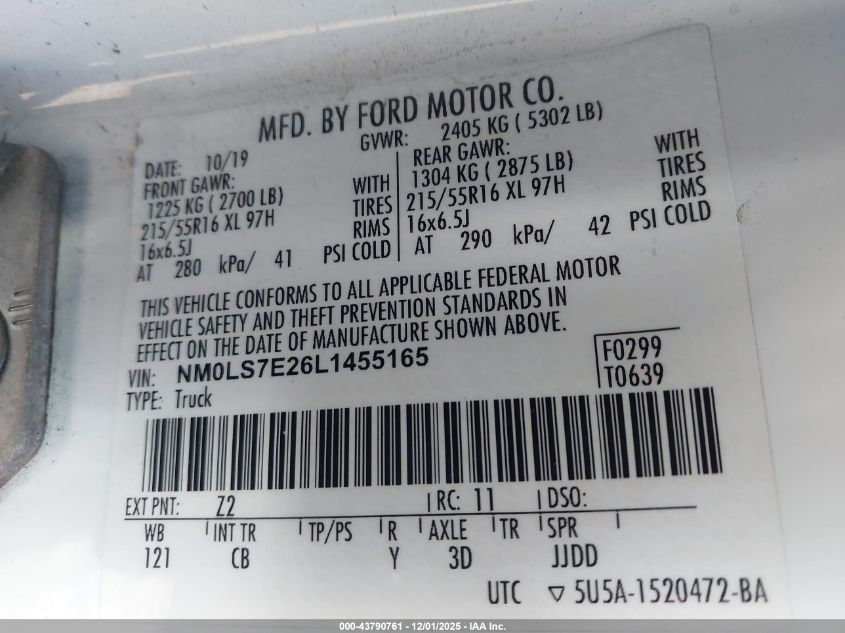 MFD. BY FORD MOTOR CO.
DATE: 10/19 GVWR: 2405 KG ( 5302 LB)
FRONT GAWR: REAR GAWR:
1225 KG ( 2700 LB) WITH 1304 KG ( 2875 LB) WITH
215/55R16 XL 97H TIRES 215/55R16 XL 97H TIRES
16x6.5J RIMS 16x6.5J RIMS
AT 280 kPa/ 41 PSI COLD AT 290 kPa/ 42 PSI COLD
THIS VEHICLE CONFORMS TO ALL APPLICABLE FEDERAL MOTOR
VEHICLE SAFETY AND THEFT PREVENTION STANDARDS IN
EFFECT ON THE DATE OF MANUFACTURE SHOWN ABOVE.
VIN: NM0LS7E26L1455165 F0299
TYPE: Truck T0639
EXT PNT: Z2 RC: 11 DSO:
WB INT TR TP/PS R AXLE TR SPR
121 CB Y 3D JJDD
UTC ▽ 5U5A-1520472-BA
000-43790761 - 12/01/2025 - IAA Inc.